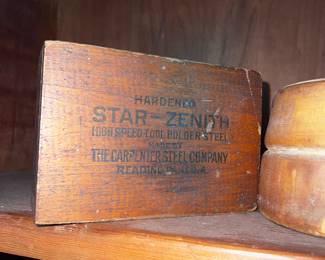 HARDENED
STAR-ZENITH
HIGH SPEED TOOL HOLDER STEEL
MADE BY
THE CARPENTER STEEL COMPANY
READING PA. U.S.A.